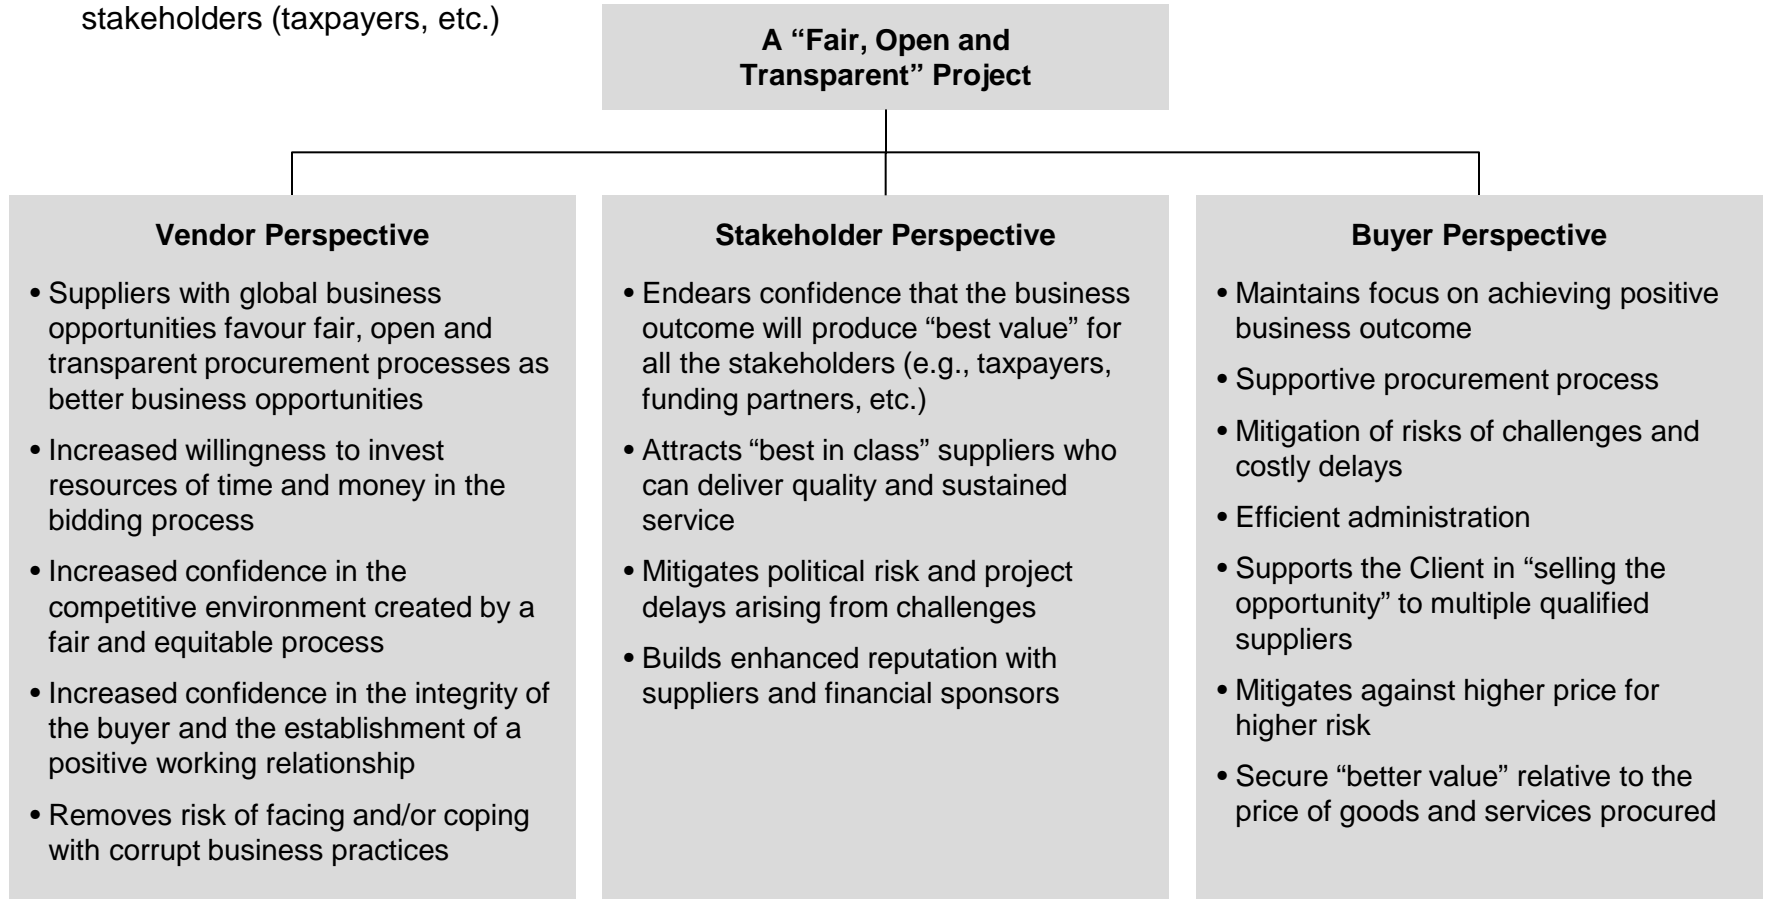 stakeholders (taxpayers, etc.)
A “Fair, Open and
Transparent” Project
Vendor Perspective
• Suppliers with global business
opportunities favour fair, open and
transparent procurement processes as
better business opportunities
• Increased willingness to invest
resources of time and money in the
bidding process
• Increased confidence in the
competitive environment created by a
fair and equitable process
• Increased confidence in the integrity of
the buyer and the establishment of a
positive working relationship
• Removes risk of facing and/or coping
with corrupt business practices
Stakeholder Perspective
• Endears confidence that the business
outcome will produce “best value” for
all the stakeholders (e.g., taxpayers,
funding partners, etc.)
• Attracts “best in class” suppliers who
can deliver quality and sustained
service
• Mitigates political risk and project
delays arising from challenges
• Builds enhanced reputation with
suppliers and financial sponsors
Buyer Perspective
• Maintains focus on achieving positive
business outcome
• Supportive procurement process
• Mitigation of risks of challenges and
costly delays
• Efficient administration
• Supports the Client in “selling the
opportunity” to multiple qualified
suppliers
• Mitigates against higher price for
higher risk
• Secure “better value” relative to the
price of goods and services procured